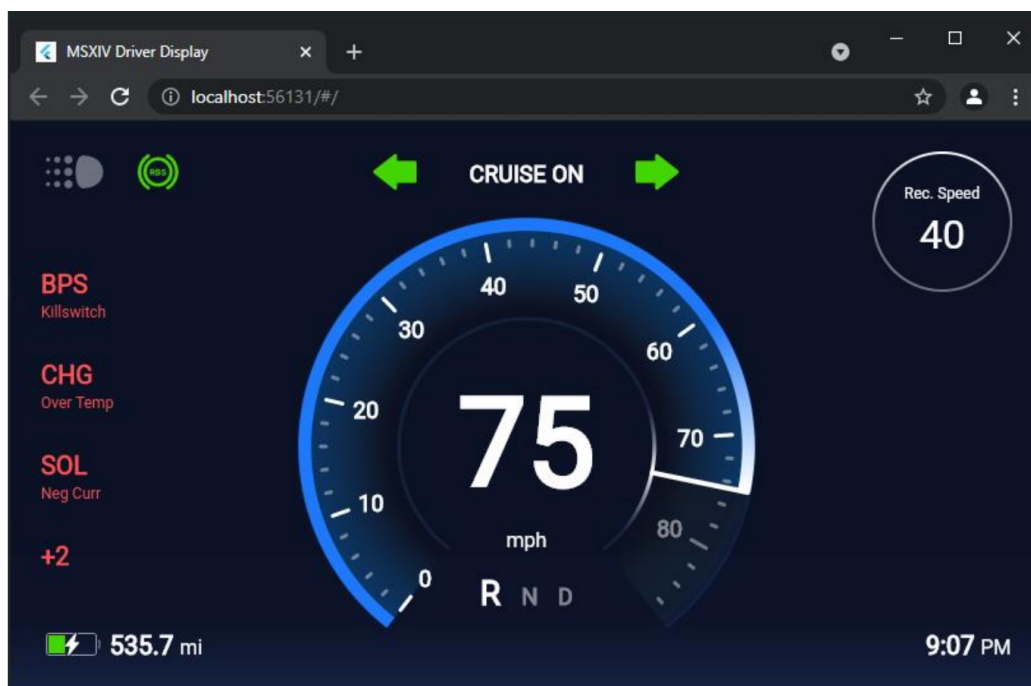 MSXIV Driver Display
localhost:56131/#/
RBS
CRUISE ON
Rec. Speed
40
BPS
Killswitch
CHG
Over Temp
SOL
Neg Curr
+2
0
10
20
30
40
50
60
70
80
75
mph
R N D
535.7 mi
9:07 PM